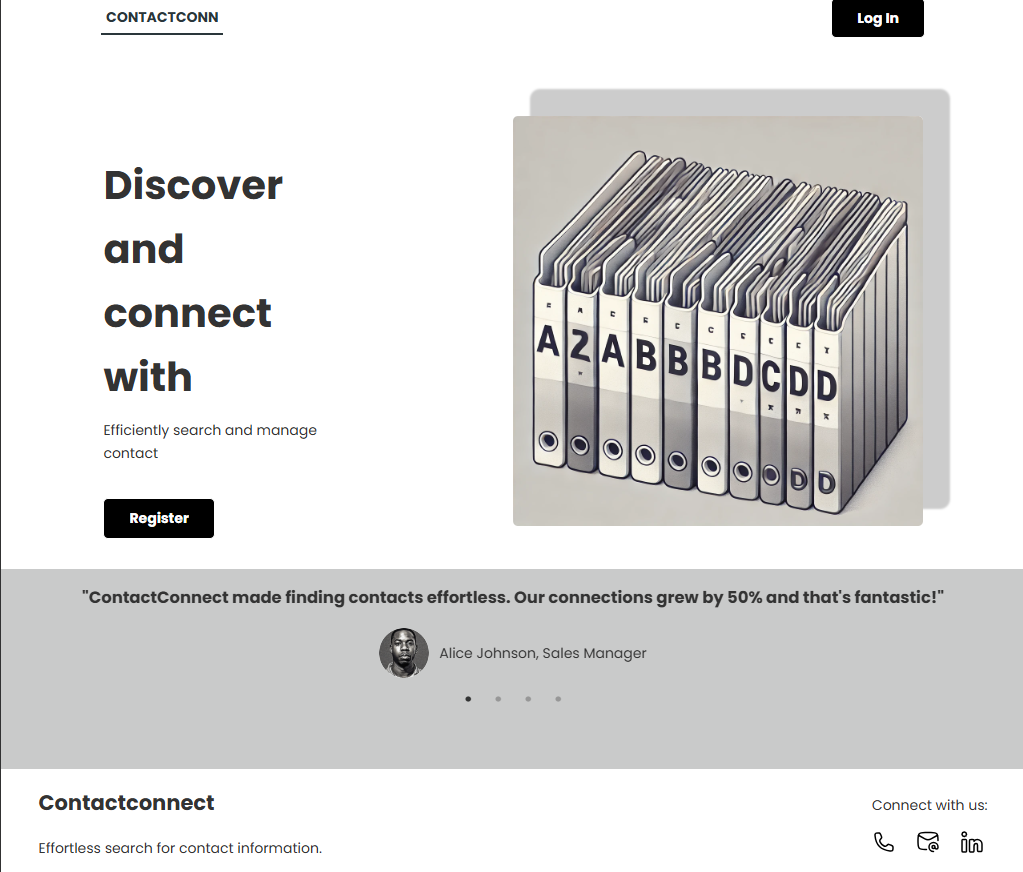 CONTACTCONN
Log In
Discover
and
connect
with
Efficiently search and manage
contact
Register
A 2 A B B B D C D D
D D
"ContactConnect made finding contacts effortless. Our connections grew by 50% and that's fantastic!"
Alice Johnson, Sales Manager
Contactconnect
Connect with us:
Effortless search for contact information.